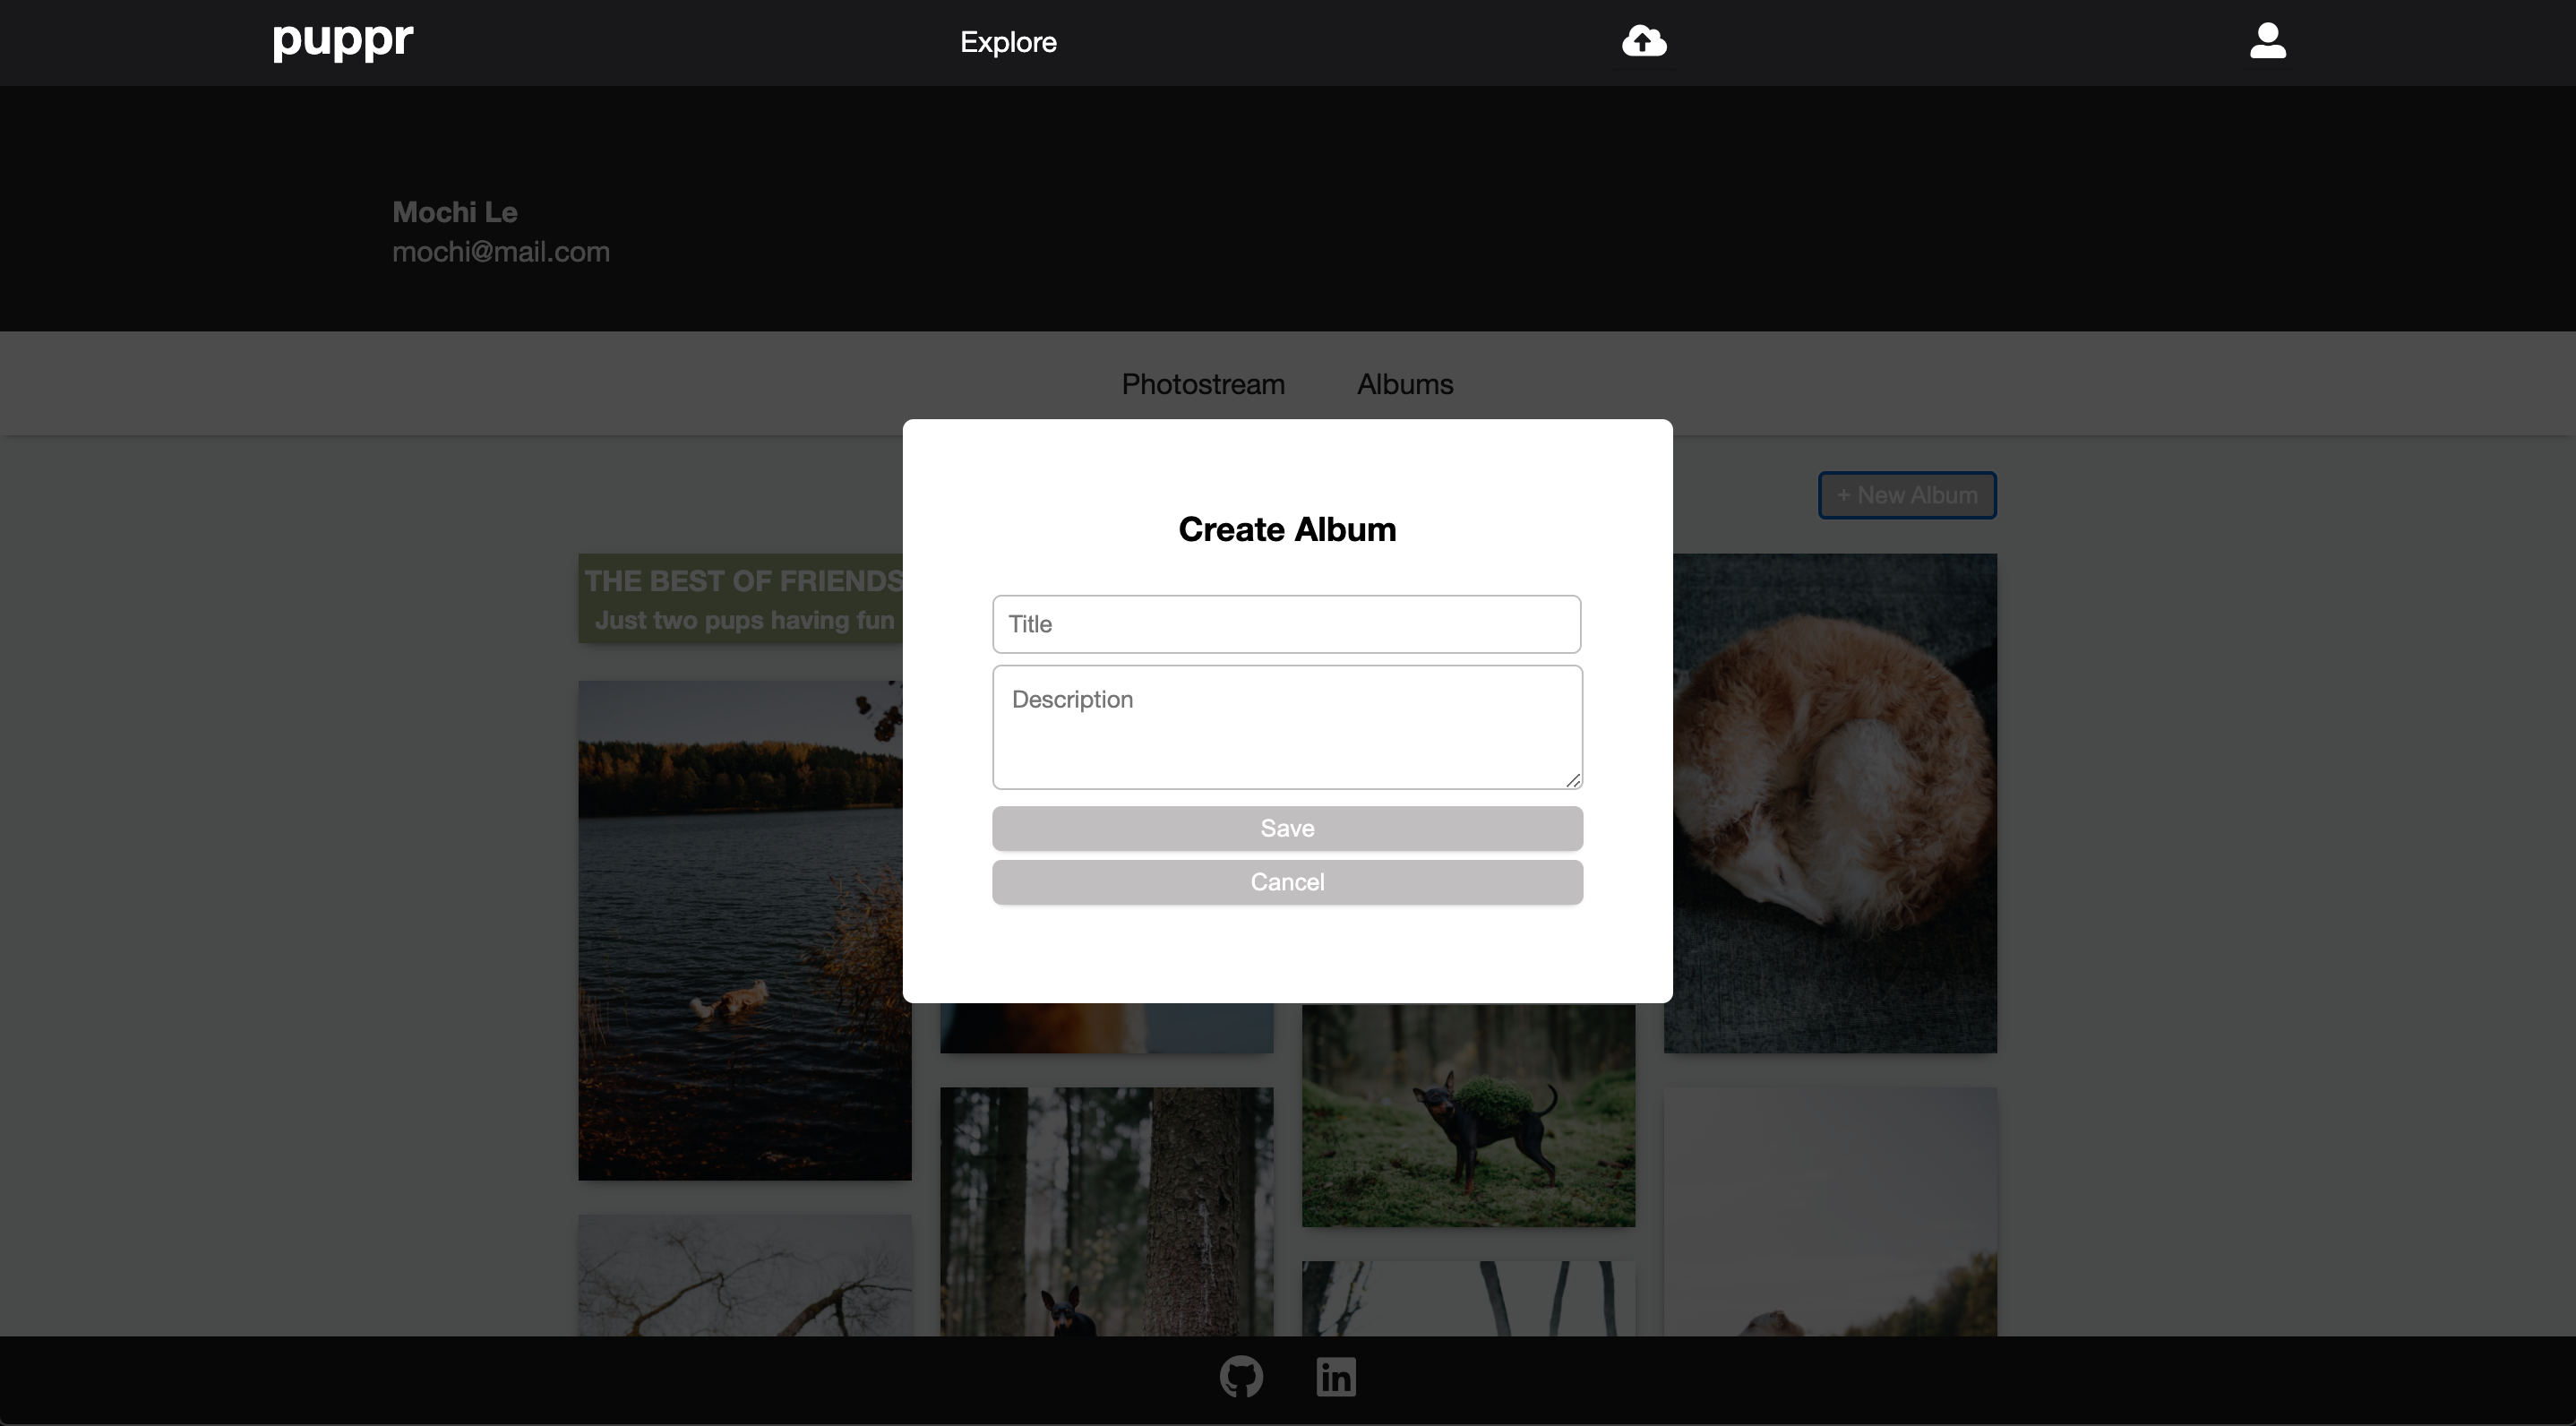 puppr
Explore
Mochi Le
mochi@mail.com
Photostream
Albums
+ New Album
THE BEST OF FRIENDS
Just two pups having fun
Create Album
Title
Description
Save
Cancel
in